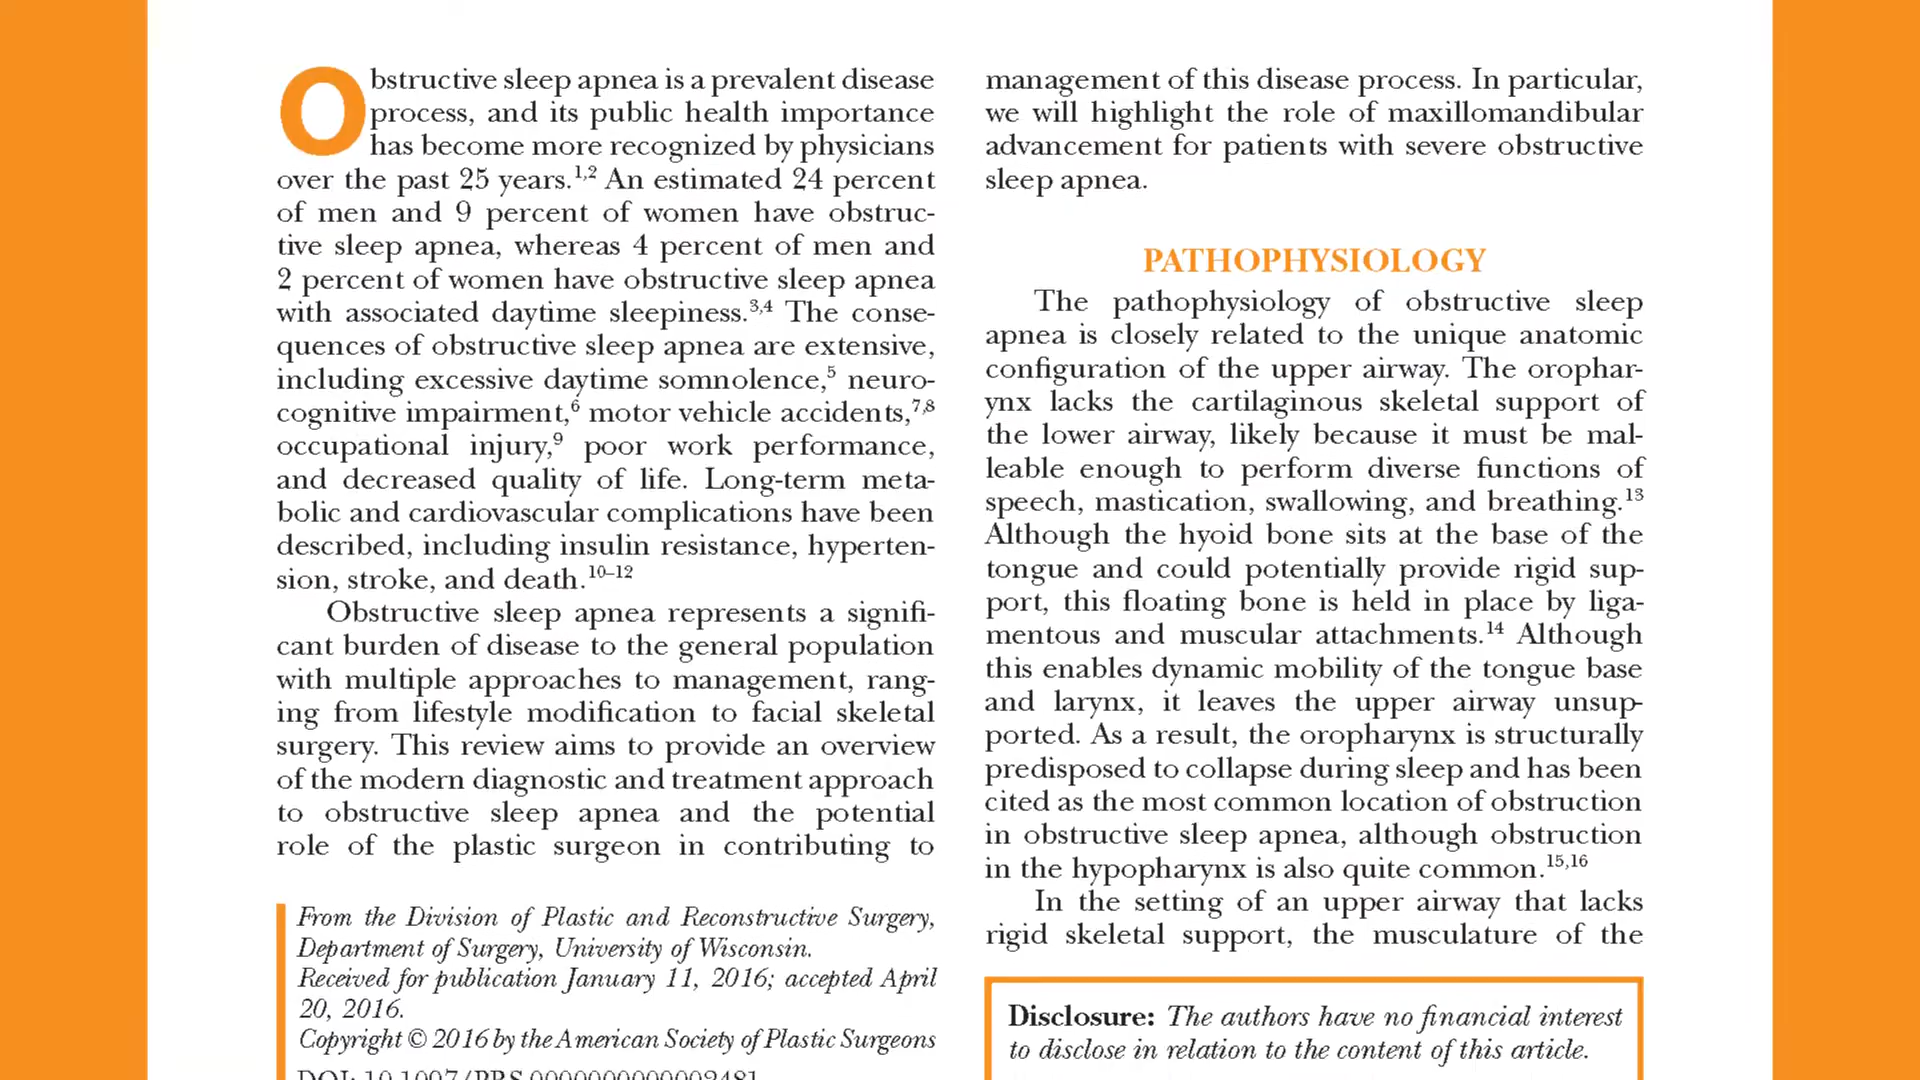 Obstructive sleep apnea is a prevalent disease
process, and its public health importance
has become more recognized by physicians
over the past 25 years.1,2 An estimated 24 percent
of men and 9 percent of women have obstruc-
tive sleep apnea, whereas 4 percent of men and
2 percent of women have obstructive sleep apnea
with associated daytime sleepiness.3,4 The conse-
quences of obstructive sleep apnea are extensive,
including excessive daytime somnolence,5 neuro-
cognitive impairment,6 motor vehicle accidents,7,8
occupational injury,9 poor work performance,
and decreased quality of life. Long-term meta-
bolic and cardiovascular complications have been
described, including insulin resistance, hyperten-
sion, stroke, and death.10–12
Obstructive sleep apnea represents a signifi-
cant burden of disease to the general population
with multiple approaches to management, rang-
ing from lifestyle modification to facial skeletal
surgery. This review aims to provide an overview
of the modern diagnostic and treatment approach
to obstructive sleep apnea and the potential
role of the plastic surgeon in contributing to
From the Division of Plastic and Reconstructive Surgery,
Department of Surgery, University of Wisconsin.
Received for publication January 11, 2016; accepted April
20, 2016.
Copyright © 2016 by the American Society of Plastic Surgeons
DOI: 10.1097/PRS.0000000000002481
management of this disease process. In particular,
we will highlight the role of maxillomandibular
advancement for patients with severe obstructive
sleep apnea.
PATHOPHYSIOLOGY
The pathophysiology of obstructive sleep
apnea is closely related to the unique anatomic
configuration of the upper airway. The orophar-
ynx lacks the cartilaginous skeletal support of
the lower airway, likely because it must be mal-
leable enough to perform diverse functions of
speech, mastication, swallowing, and breathing.13
Although the hyoid bone sits at the base of the
tongue and could potentially provide rigid sup-
port, this floating bone is held in place by liga-
mentous and muscular attachments.14 Although
this enables dynamic mobility of the tongue base
and larynx, it leaves the upper airway unsup-
ported. As a result, the oropharynx is structurally
predisposed to collapse during sleep and has been
cited as the most common location of obstruction
in obstructive sleep apnea, although obstruction
in the hypopharynx is also quite common.15,16
In the setting of an upper airway that lacks
rigid skeletal support, the musculature of the
Disclosure: The authors have no financial interest
to disclose in relation to the content of this article.